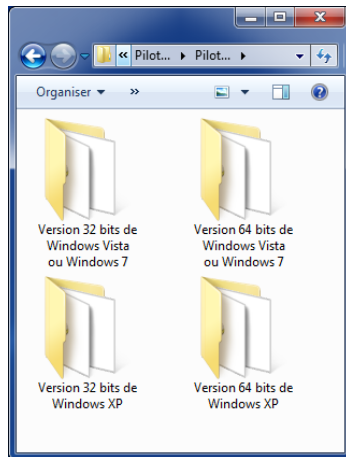 « Pilot... ▸ Pilot... ▸
Organiser »
Version 32 bits de
Windows Vista
ou Windows 7
Version 64 bits de
Windows Vista
ou Windows 7
Version 32 bits de
Windows XP
Version 64 bits de
Windows XP